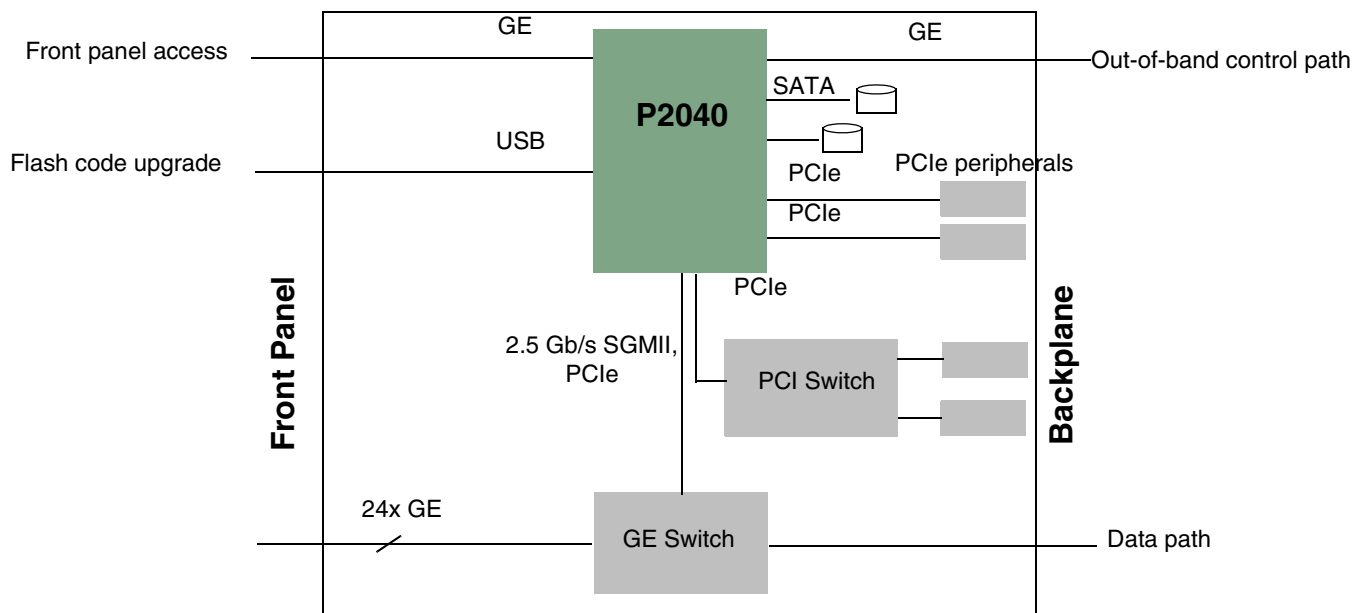 GE
GE
Front panel access
Out-of-band control path
SATA
P2040
USB
Flash code upgrade
PCIe
PCIe peripherals
PCIe
PCIe
Front Panel
Backplane
2.5 Gb/s SGMII,
PCIe
PCI Switch
24x GE
GE Switch
Data path